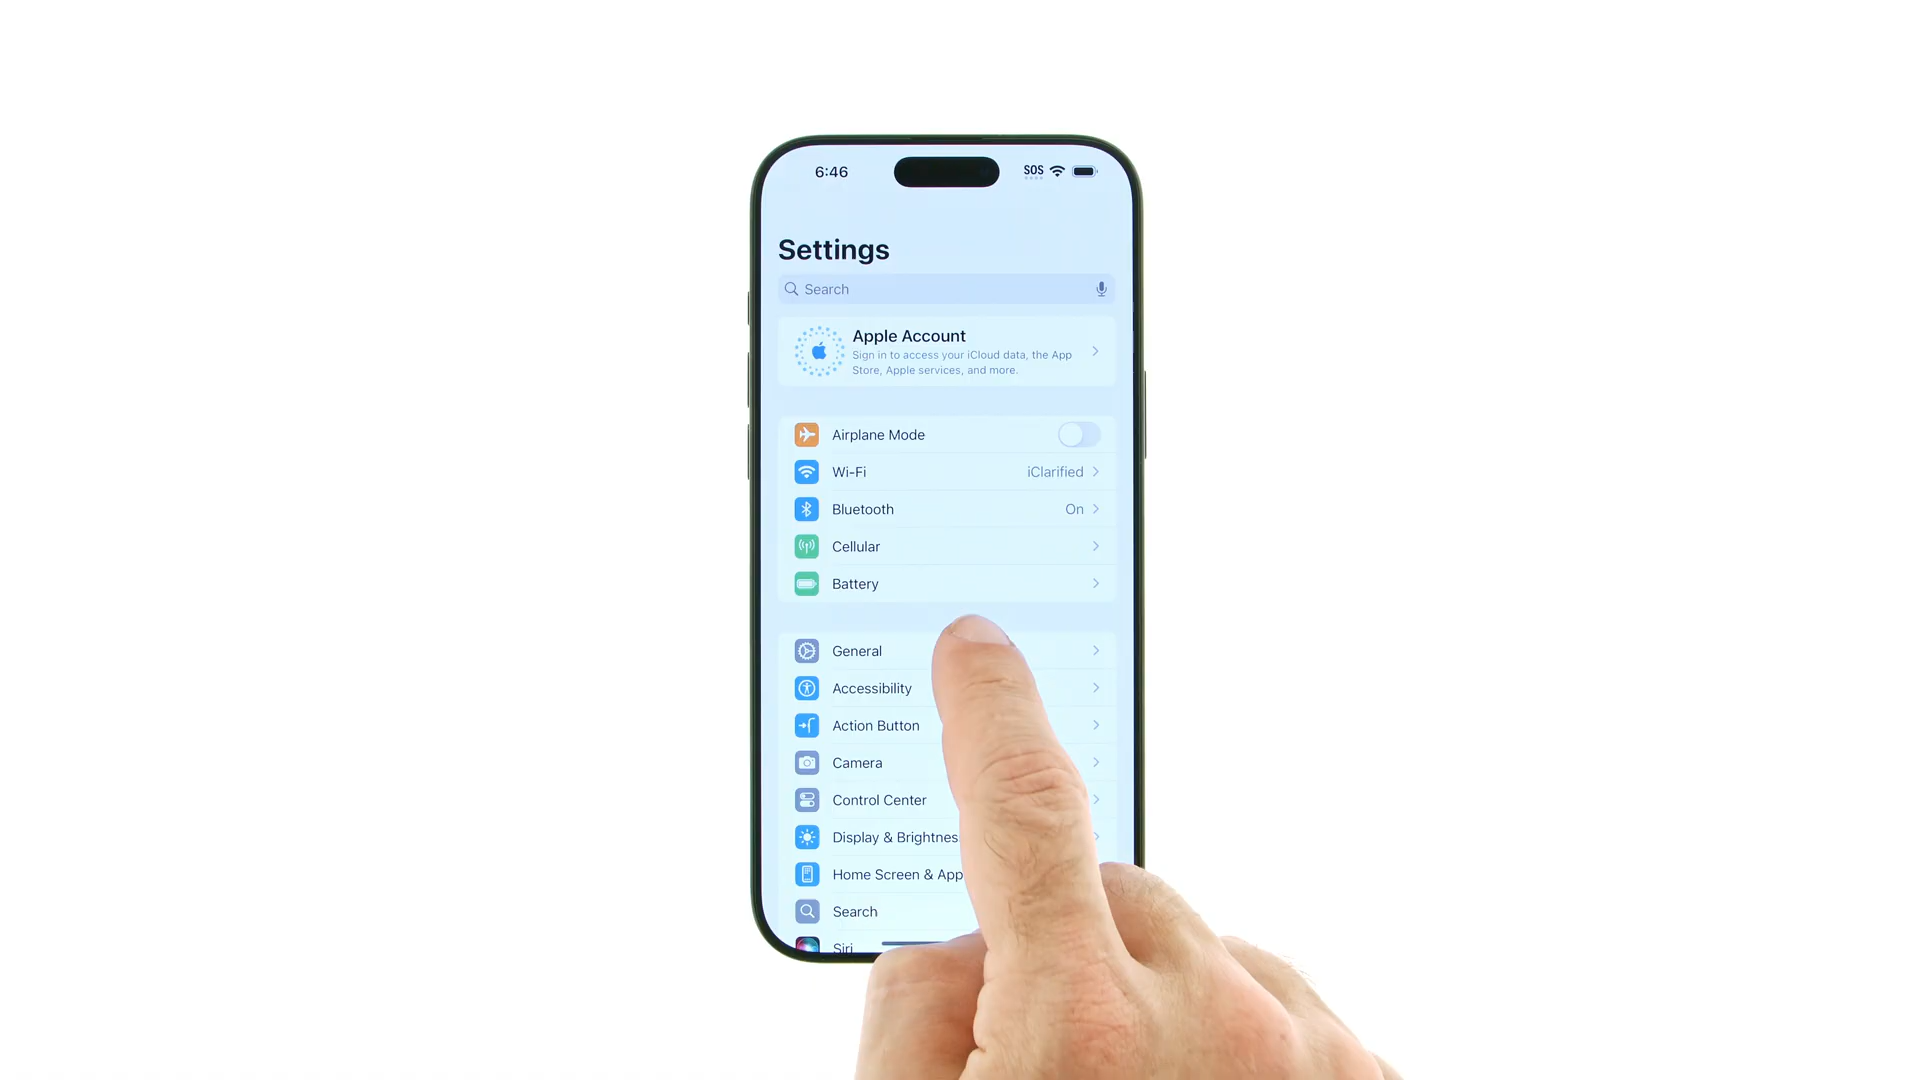 6:46 SOS
Settings
Search
Apple Account
Sign in to access your iCloud data, the App
Store, Apple services, and more.
Airplane Mode
Wi-Fi iClarified
Bluetooth On
Cellular
Battery
General
Accessibility
Action Button
Camera
Control Center
Display & Brightnes
Home Screen & App
Search
Siri